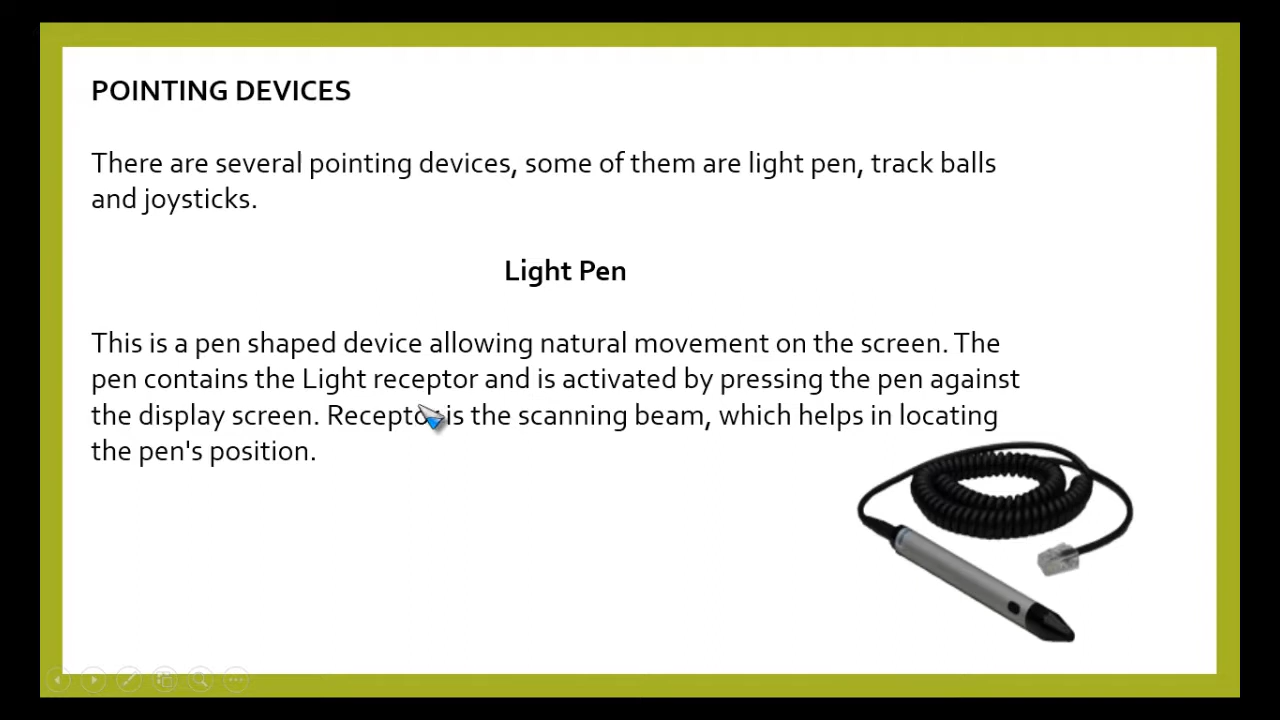 POINTING DEVICES
There are several pointing devices, some of them are light pen, track balls
and joysticks.
Light Pen
This is a pen shaped device allowing natural movement on the screen. The
pen contains the Light receptor and is activated by pressing the pen against
the display screen. Receptor is the scanning beam, which helps in locating
the pen's position.